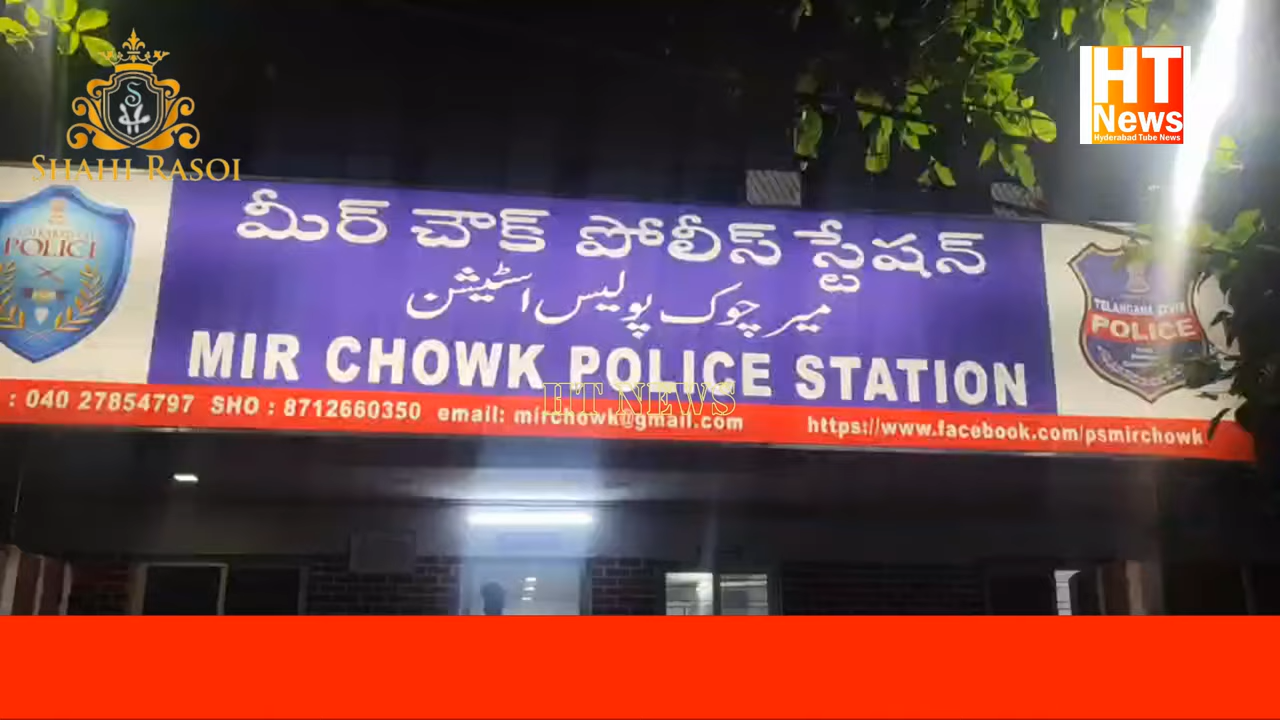 SHAHI RASOI
HT
News
Hyderabad Tube News
POLICE
మీర్ చౌక్ పోలీస్ స్టేషన్
میر چوک پولیس اسٹیشن
MIR CHOWK POLICE STATION
TELANGANA STATE
POLICE
: 040 27854797 SHO : 8712660350 email: mirchowk@gmail.com https://www.facebook.com/psmirchowk
HT NEWS